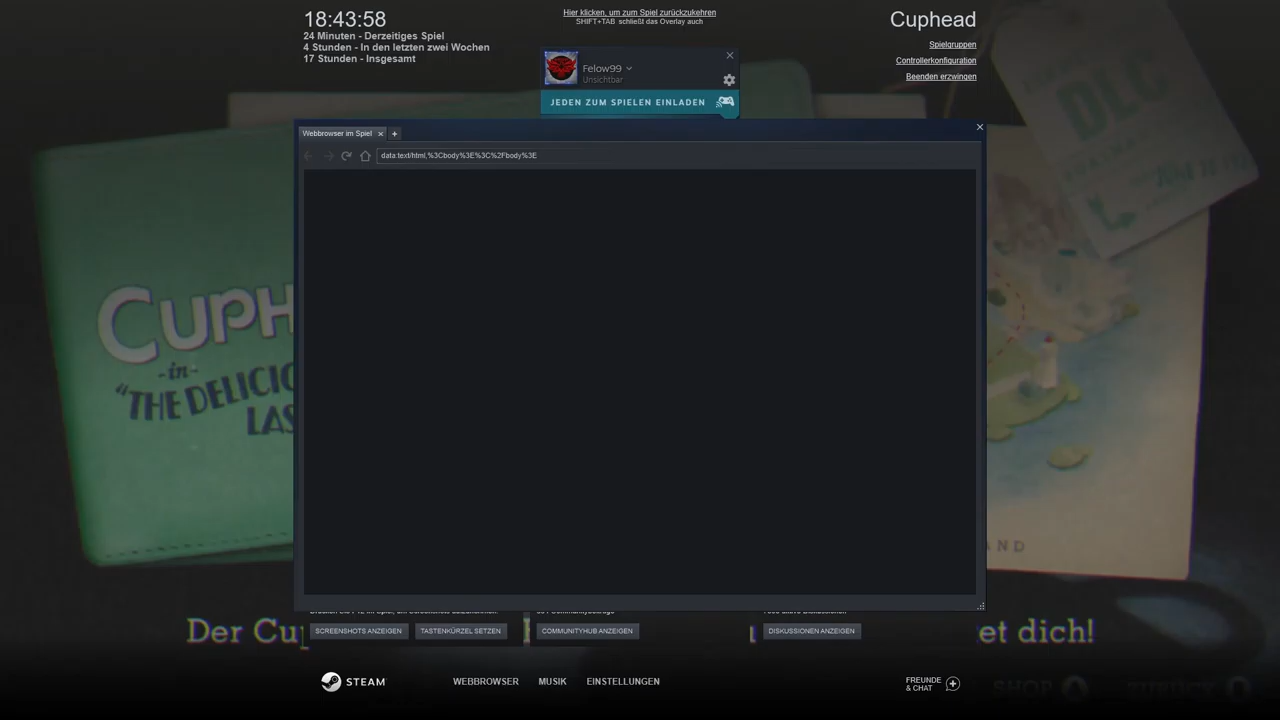 18:43:58
24 Minuten - Derzeitiges Spiel
4 Stunden - In den letzten zwei Wochen
17 Stunden - Insgesamt
Hier klicken, um zum Spiel zurückzukehren
SHIFT+TAB schließt das Overlay auch
Cuphead
Spielgruppen
Controllerkonfiguration
Beenden erzwingen
Felow99
Unsichtbar
JEDEN ZUM SPIELEN EINLADEN
Webbrowser im Spiel
data:text/html,%3Cbody%3E%3C%2Fbody%3E
DLC
CUPH
-in-
"THE DELICIO
LAS
AND
SCREENSHOTS ANZEIGEN
TASTENKÜRZEL SETZEN
COMMUNITYHUB ANZEIGEN
DISKUSSIONEN ANZEIGEN
Der Cup
et dich!
STEAM
WEBBROWSER
MUSIK
EINSTELLUNGEN
FREUNDE
& CHAT
SHOP
ZURÜCK